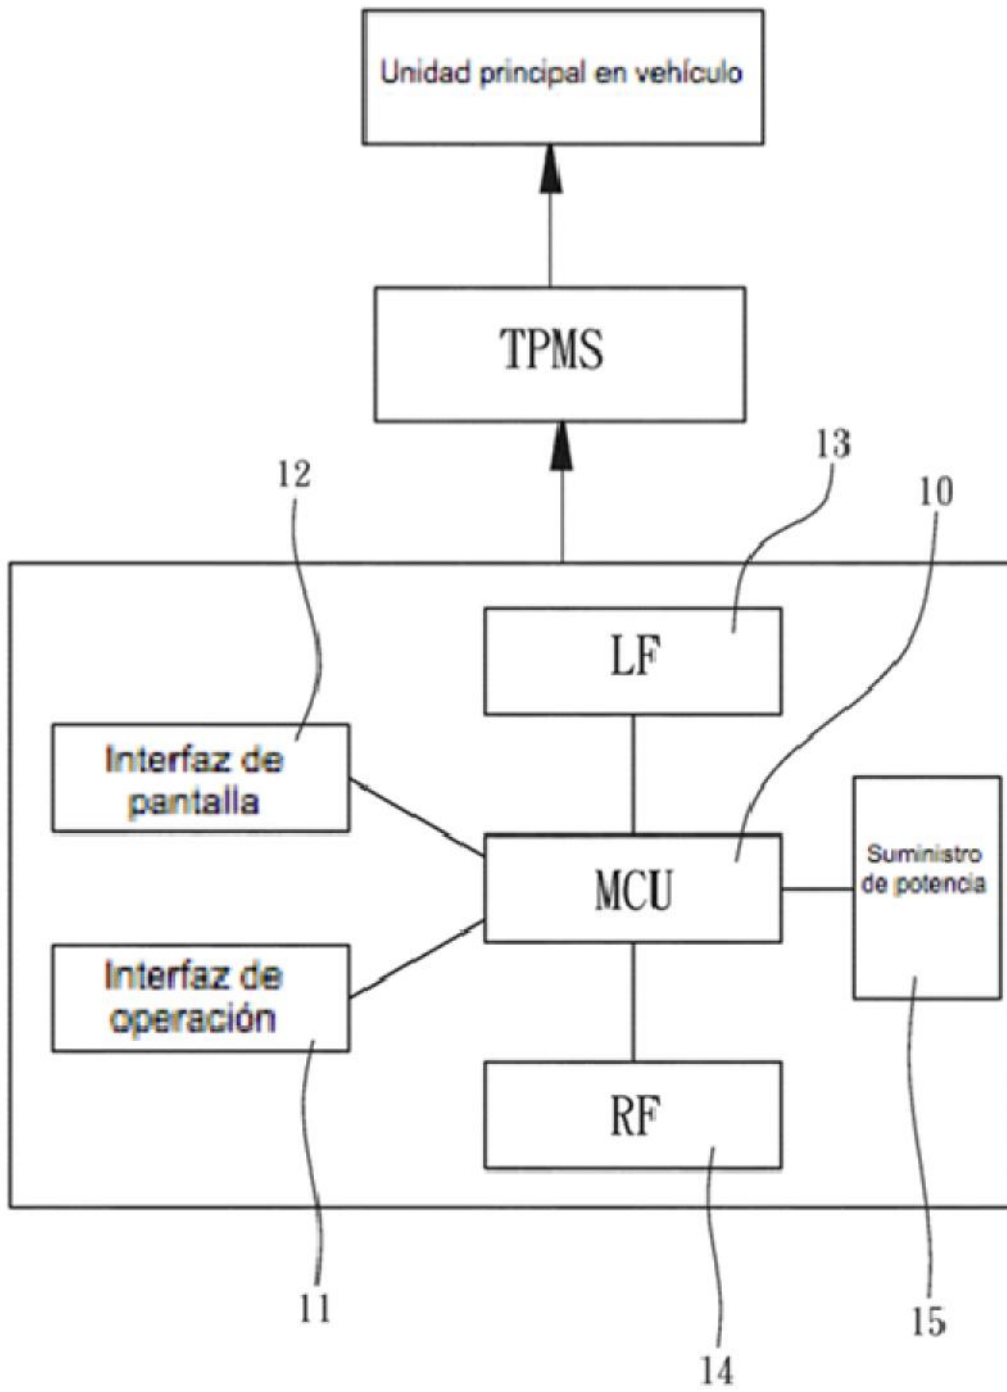 Unidad principal en vehículo
TPMS
13
12
10
LF
Interfaz de
pantalla
Suministro
de potencia
MCU
Interfaz de
operación
RF
11
15
14